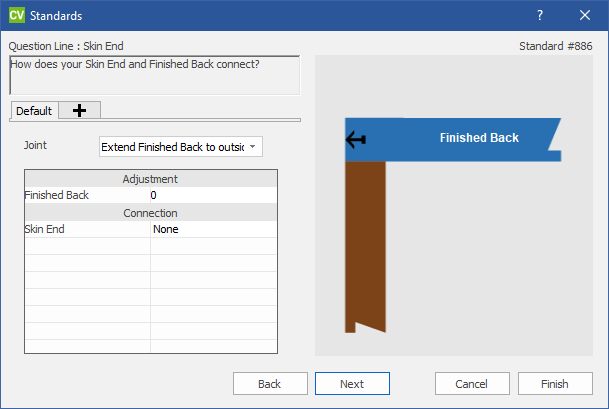 CV Standards ?
Question Line : Skin End Standard #886
How does your Skin End and Finished Back connect?
Default
Joint Extend Finished Back to outsid
Adjustment
Finished Back 0
Connection
Skin End None
Finished Back
Back Next Cancel Finish